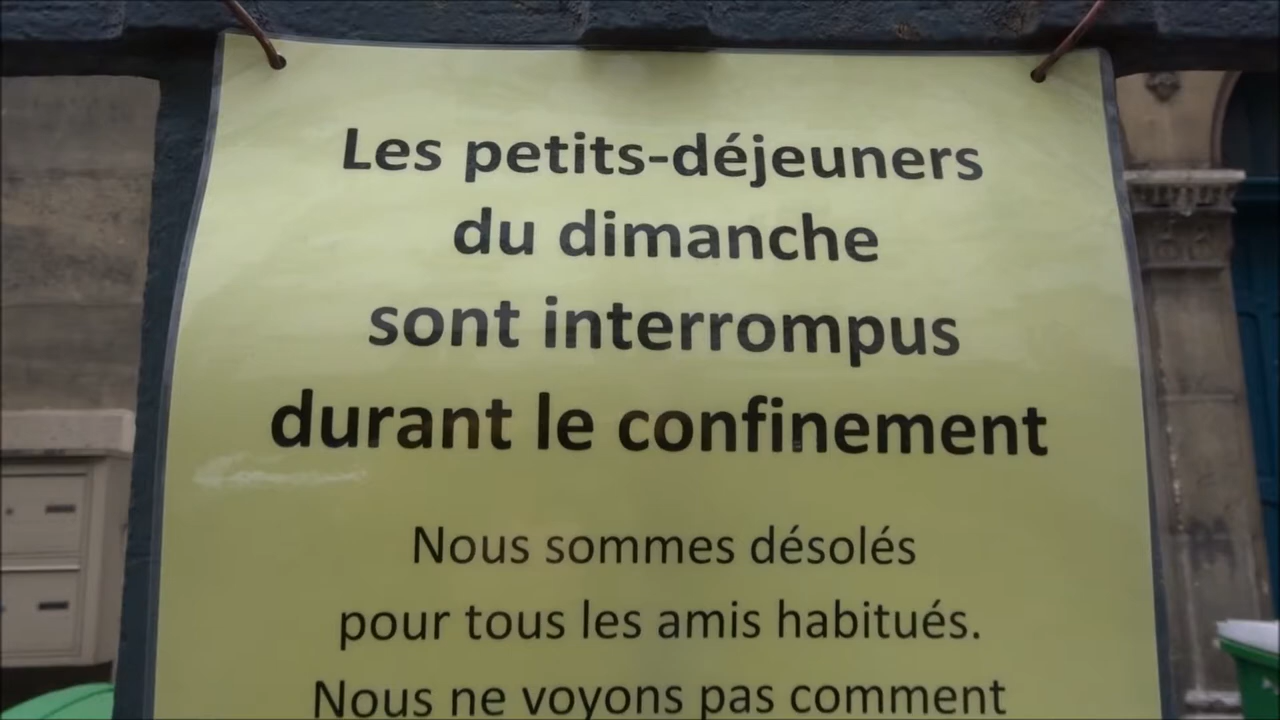 Les petits-déjeuners
du dimanche
sont interrompus
durant le confinement
Nous sommes désolés
pour tous les amis habitués.
Nous ne voyons pas comment